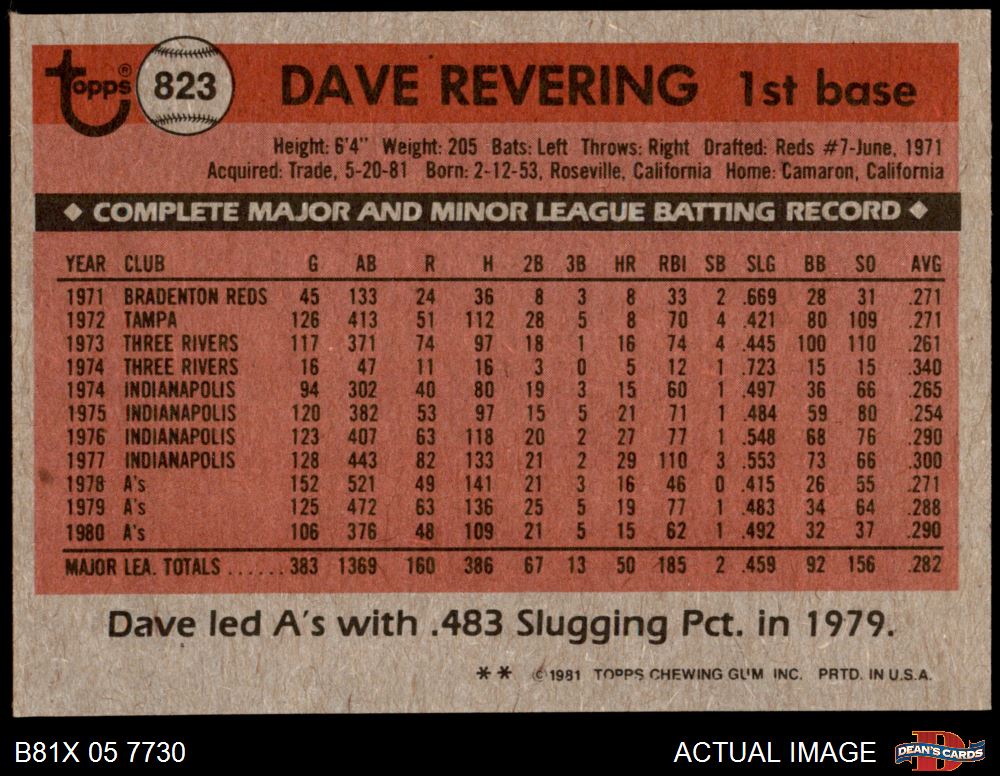 Topps® 823 DAVE REVERING 1st base
Height: 6'4" Weight: 205 Bats: Left Throws: Right Drafted: Reds #7-June, 1971
Acquired: Trade, 5-20-81 Born: 2-12-53, Roseville, California Home: Camaron, California
◆ COMPLETE MAJOR AND MINOR LEAGUE BATTING RECORD ◆
YEAR CLUB G AB R H 2B 3B HR RBI SB SLG BB SO AVG
1971 BRADENTON REDS 45 133 24 36 8 3 8 33 2 .669 28 31 .271
1972 TAMPA 126 413 51 112 28 5 8 70 4 .421 80 109 .271
1973 THREE RIVERS 117 371 74 97 18 1 16 74 4 .445 100 110 .261
1974 THREE RIVERS 16 47 11 16 3 0 5 12 1 .723 15 15 .340
1974 INDIANAPOLIS 94 302 40 80 19 3 15 60 1 .497 36 66 .265
1975 INDIANAPOLIS 120 382 53 97 15 5 21 71 1 .484 59 80 .254
1976 INDIANAPOLIS 123 407 63 118 20 2 27 77 1 .548 68 76 .290
1977 INDIANAPOLIS 128 443 82 133 21 2 29 110 3 .553 73 66 .300
1978 A's 152 521 49 141 21 3 16 46 0 .415 26 55 .271
1979 A's 125 472 63 136 25 5 19 77 1 .483 34 64 .288
1980 A's 106 376 48 109 21 5 15 62 1 .492 32 37 .290
MAJOR LEA. TOTALS ...... 383 1369 160 386 67 13 50 185 2 .459 92 156 .282
Dave led A's with .483 Slugging Pct. in 1979.
** ©1981 TOPPS CHEWING GUM INC. PRTD. IN U.S.A.
B81X 05 7730 ACTUAL IMAGE DEAN'S CARDS